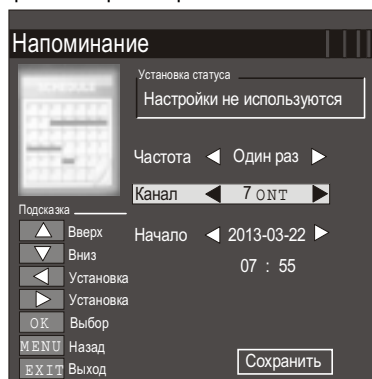 Напоминание
Установка статуса
Настройки не используются
Частота Один раз
Канал 7 ONT
Начало 2013-03-22
07 : 55
Подсказка
Вверх
Вниз
Установка
Установка
OK Выбор
MENU Назад
EXIT Выход
Сохранить